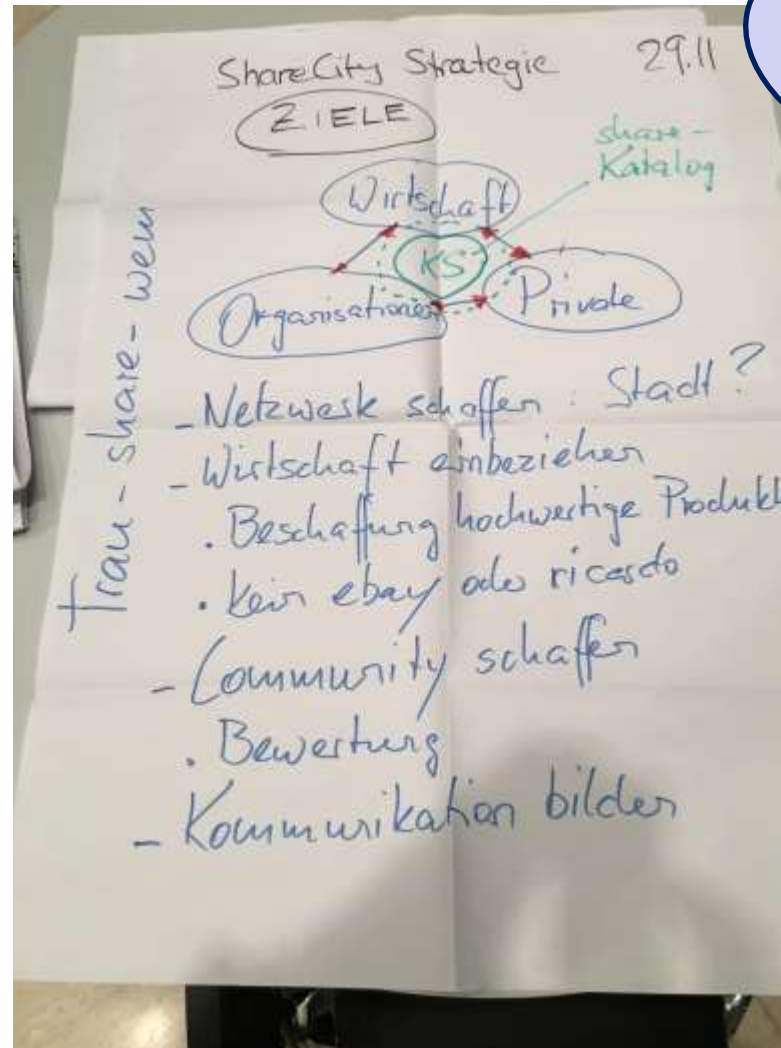 ShareCity Strategie 29.11
ZIELE
share-
Katalog
Wirtschaft
KS
Organisationen
Private
trau-share-wem
- Netzwerk schaffen : Stadt ?
- Wirtschaft einbeziehen
. Beschaffung hochwertige Produkt
. kein ebay oder ricardo
- Community schaffen
. Bewertung
- Kommunikation bilden